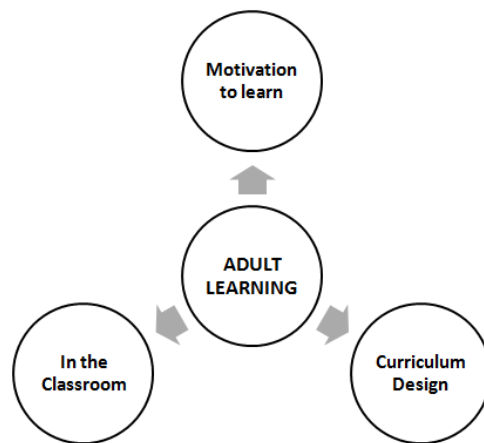 Motivation
to learn
ADULT
LEARNING
In the
Classroom
Curriculum
Design